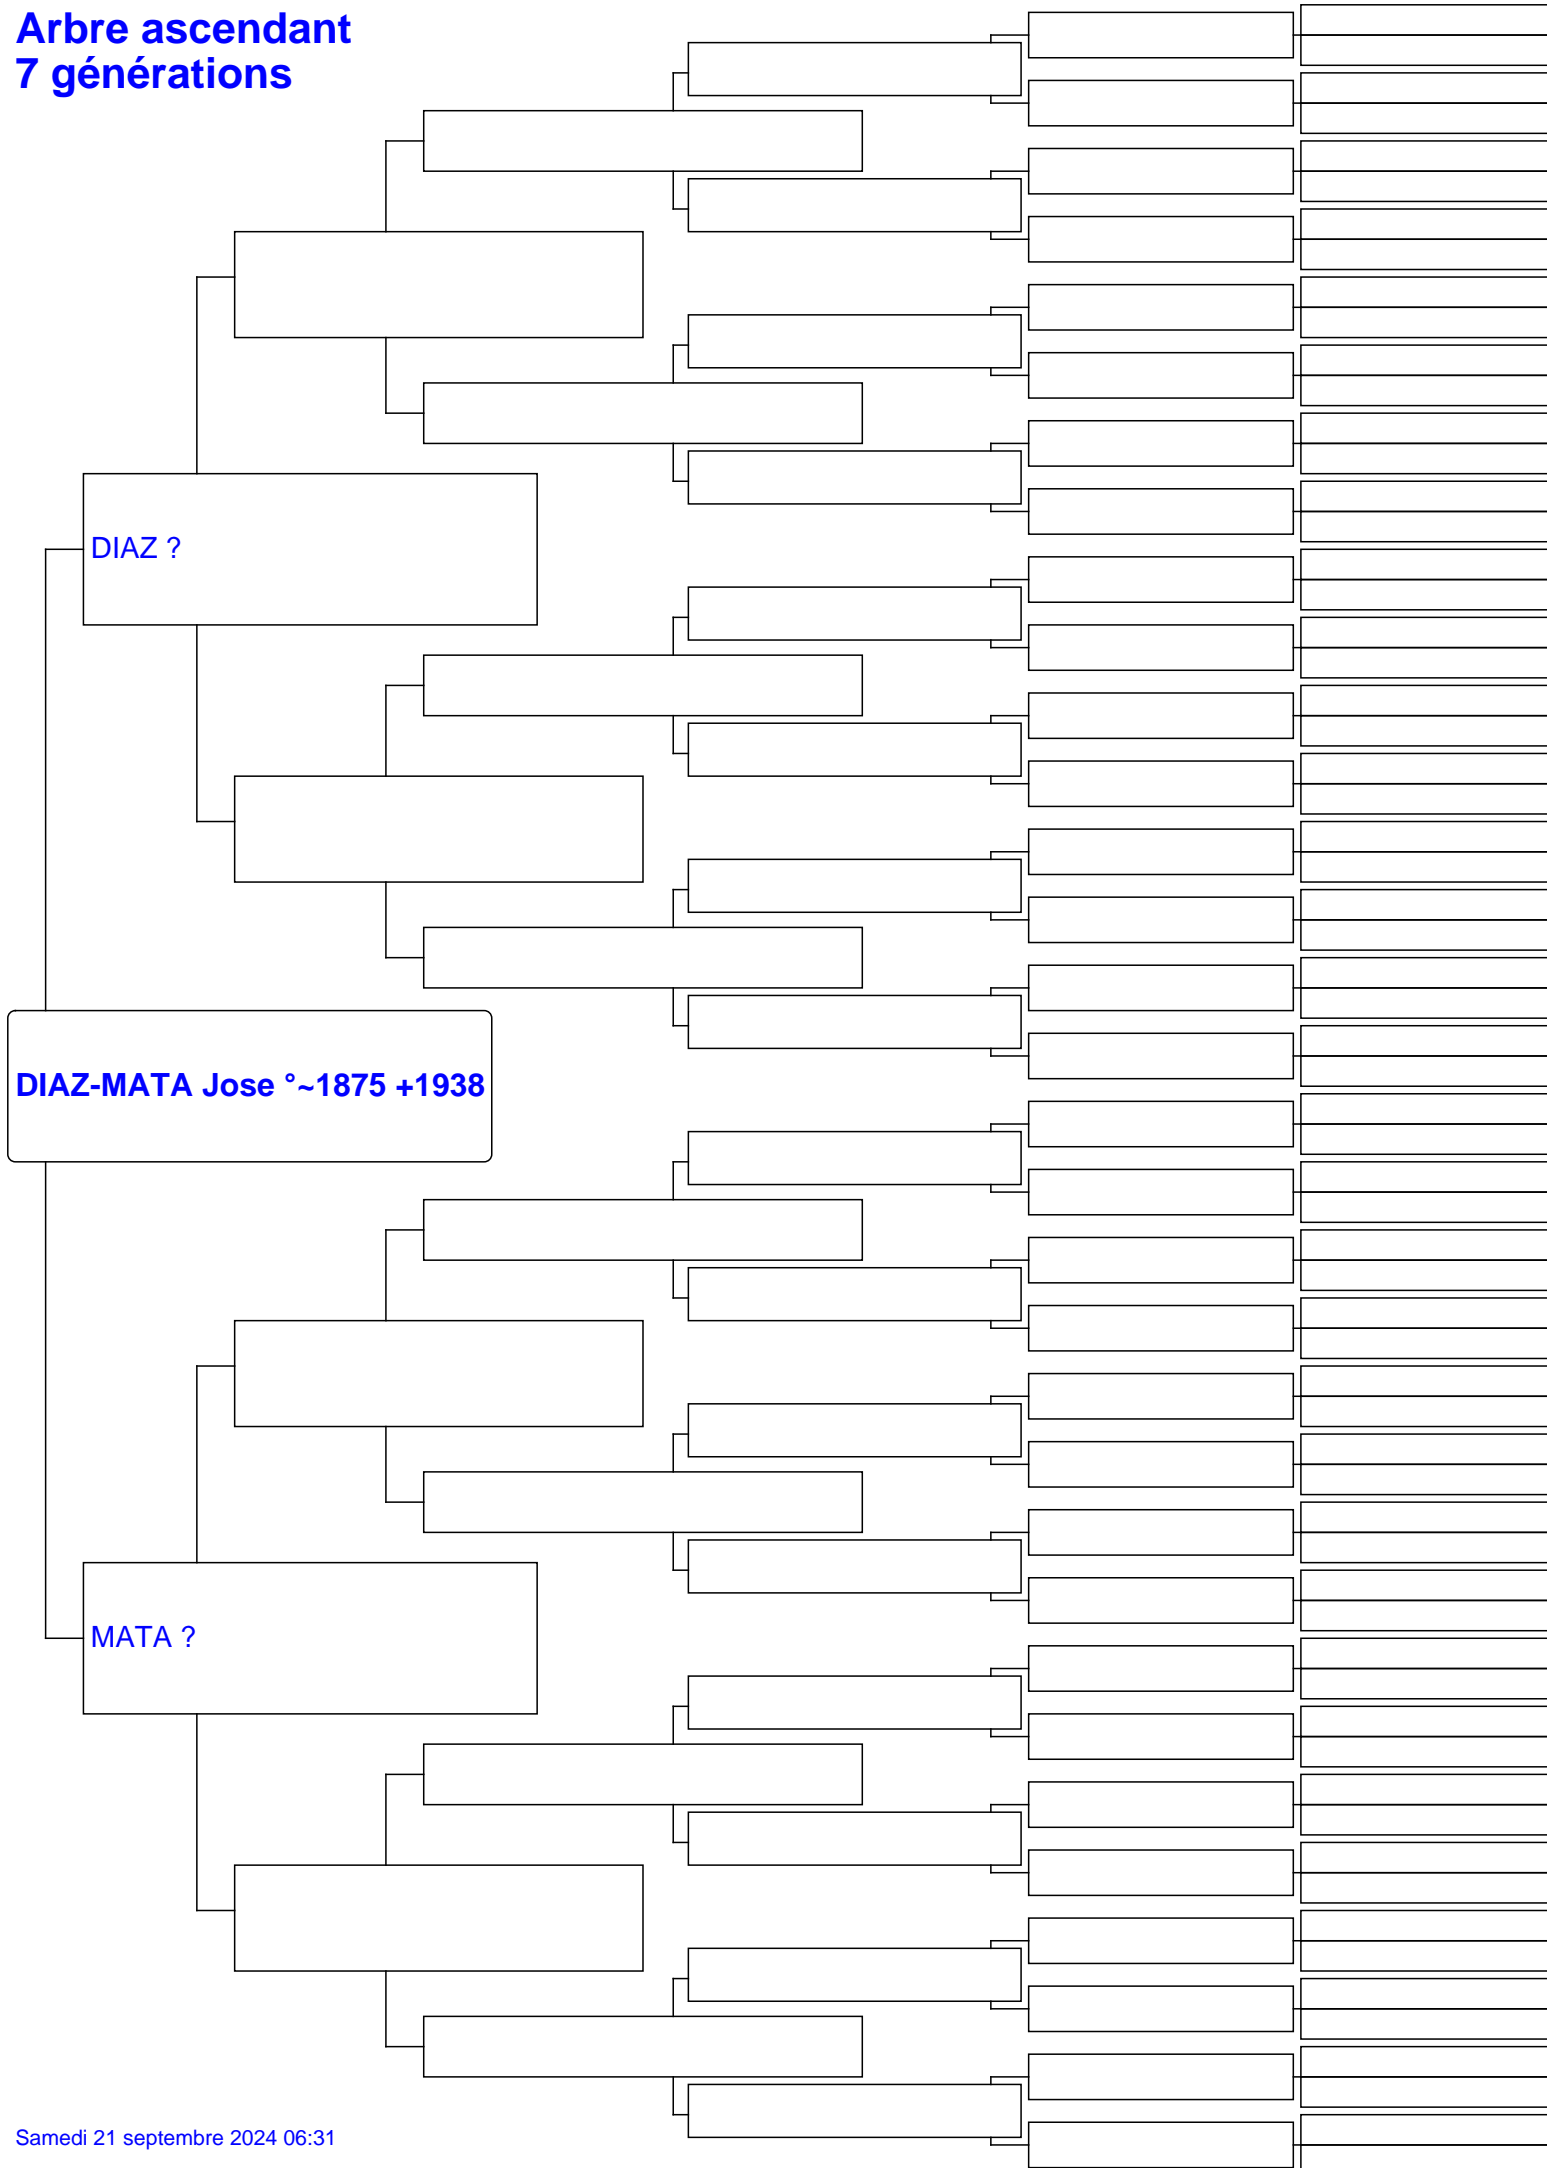 Arbre ascendant
7 générations
DIAZ ?
DIAZ-MATA Jose °~1875 +1938
MATA ?
Samedi 21 septembre 2024 06:31